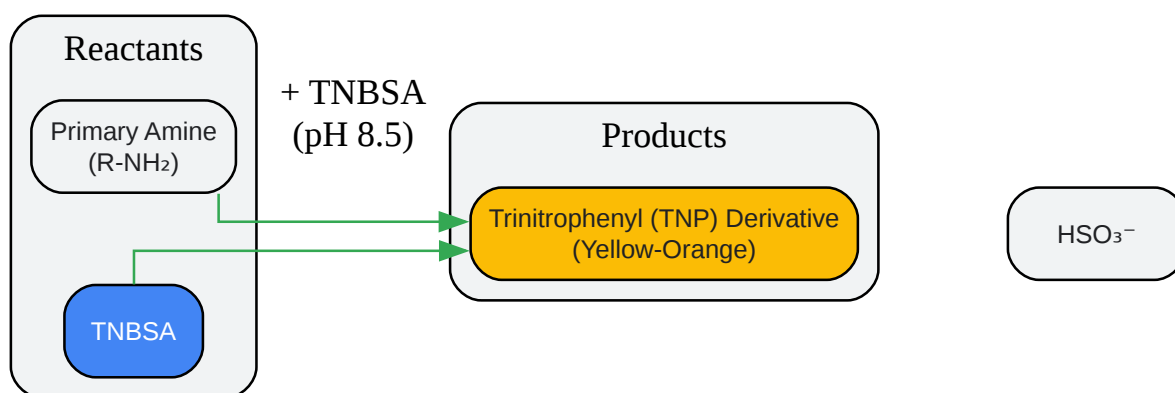 Reactants
Primary Amine
(R-NH₂)
TNBSA
+ TNBSA
(pH 8.5)
Products
Trinitrophenyl (TNP) Derivative
(Yellow-Orange)
HSO₃⁻